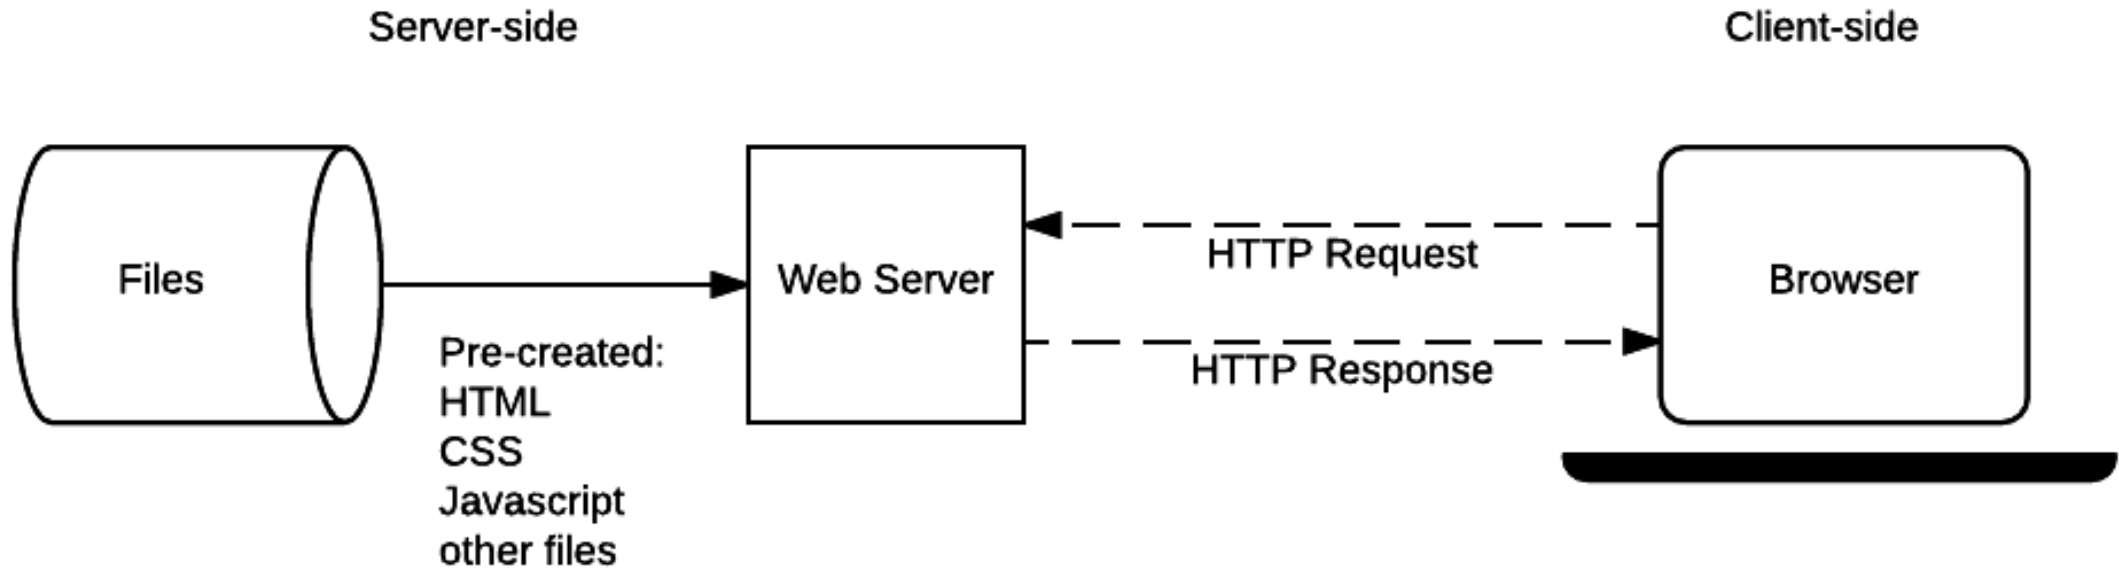 Server-side
Client-side
Files
Web Server
Browser
HTTP Request
HTTP Response
Pre-created:
HTML
CSS
Javascript
other files